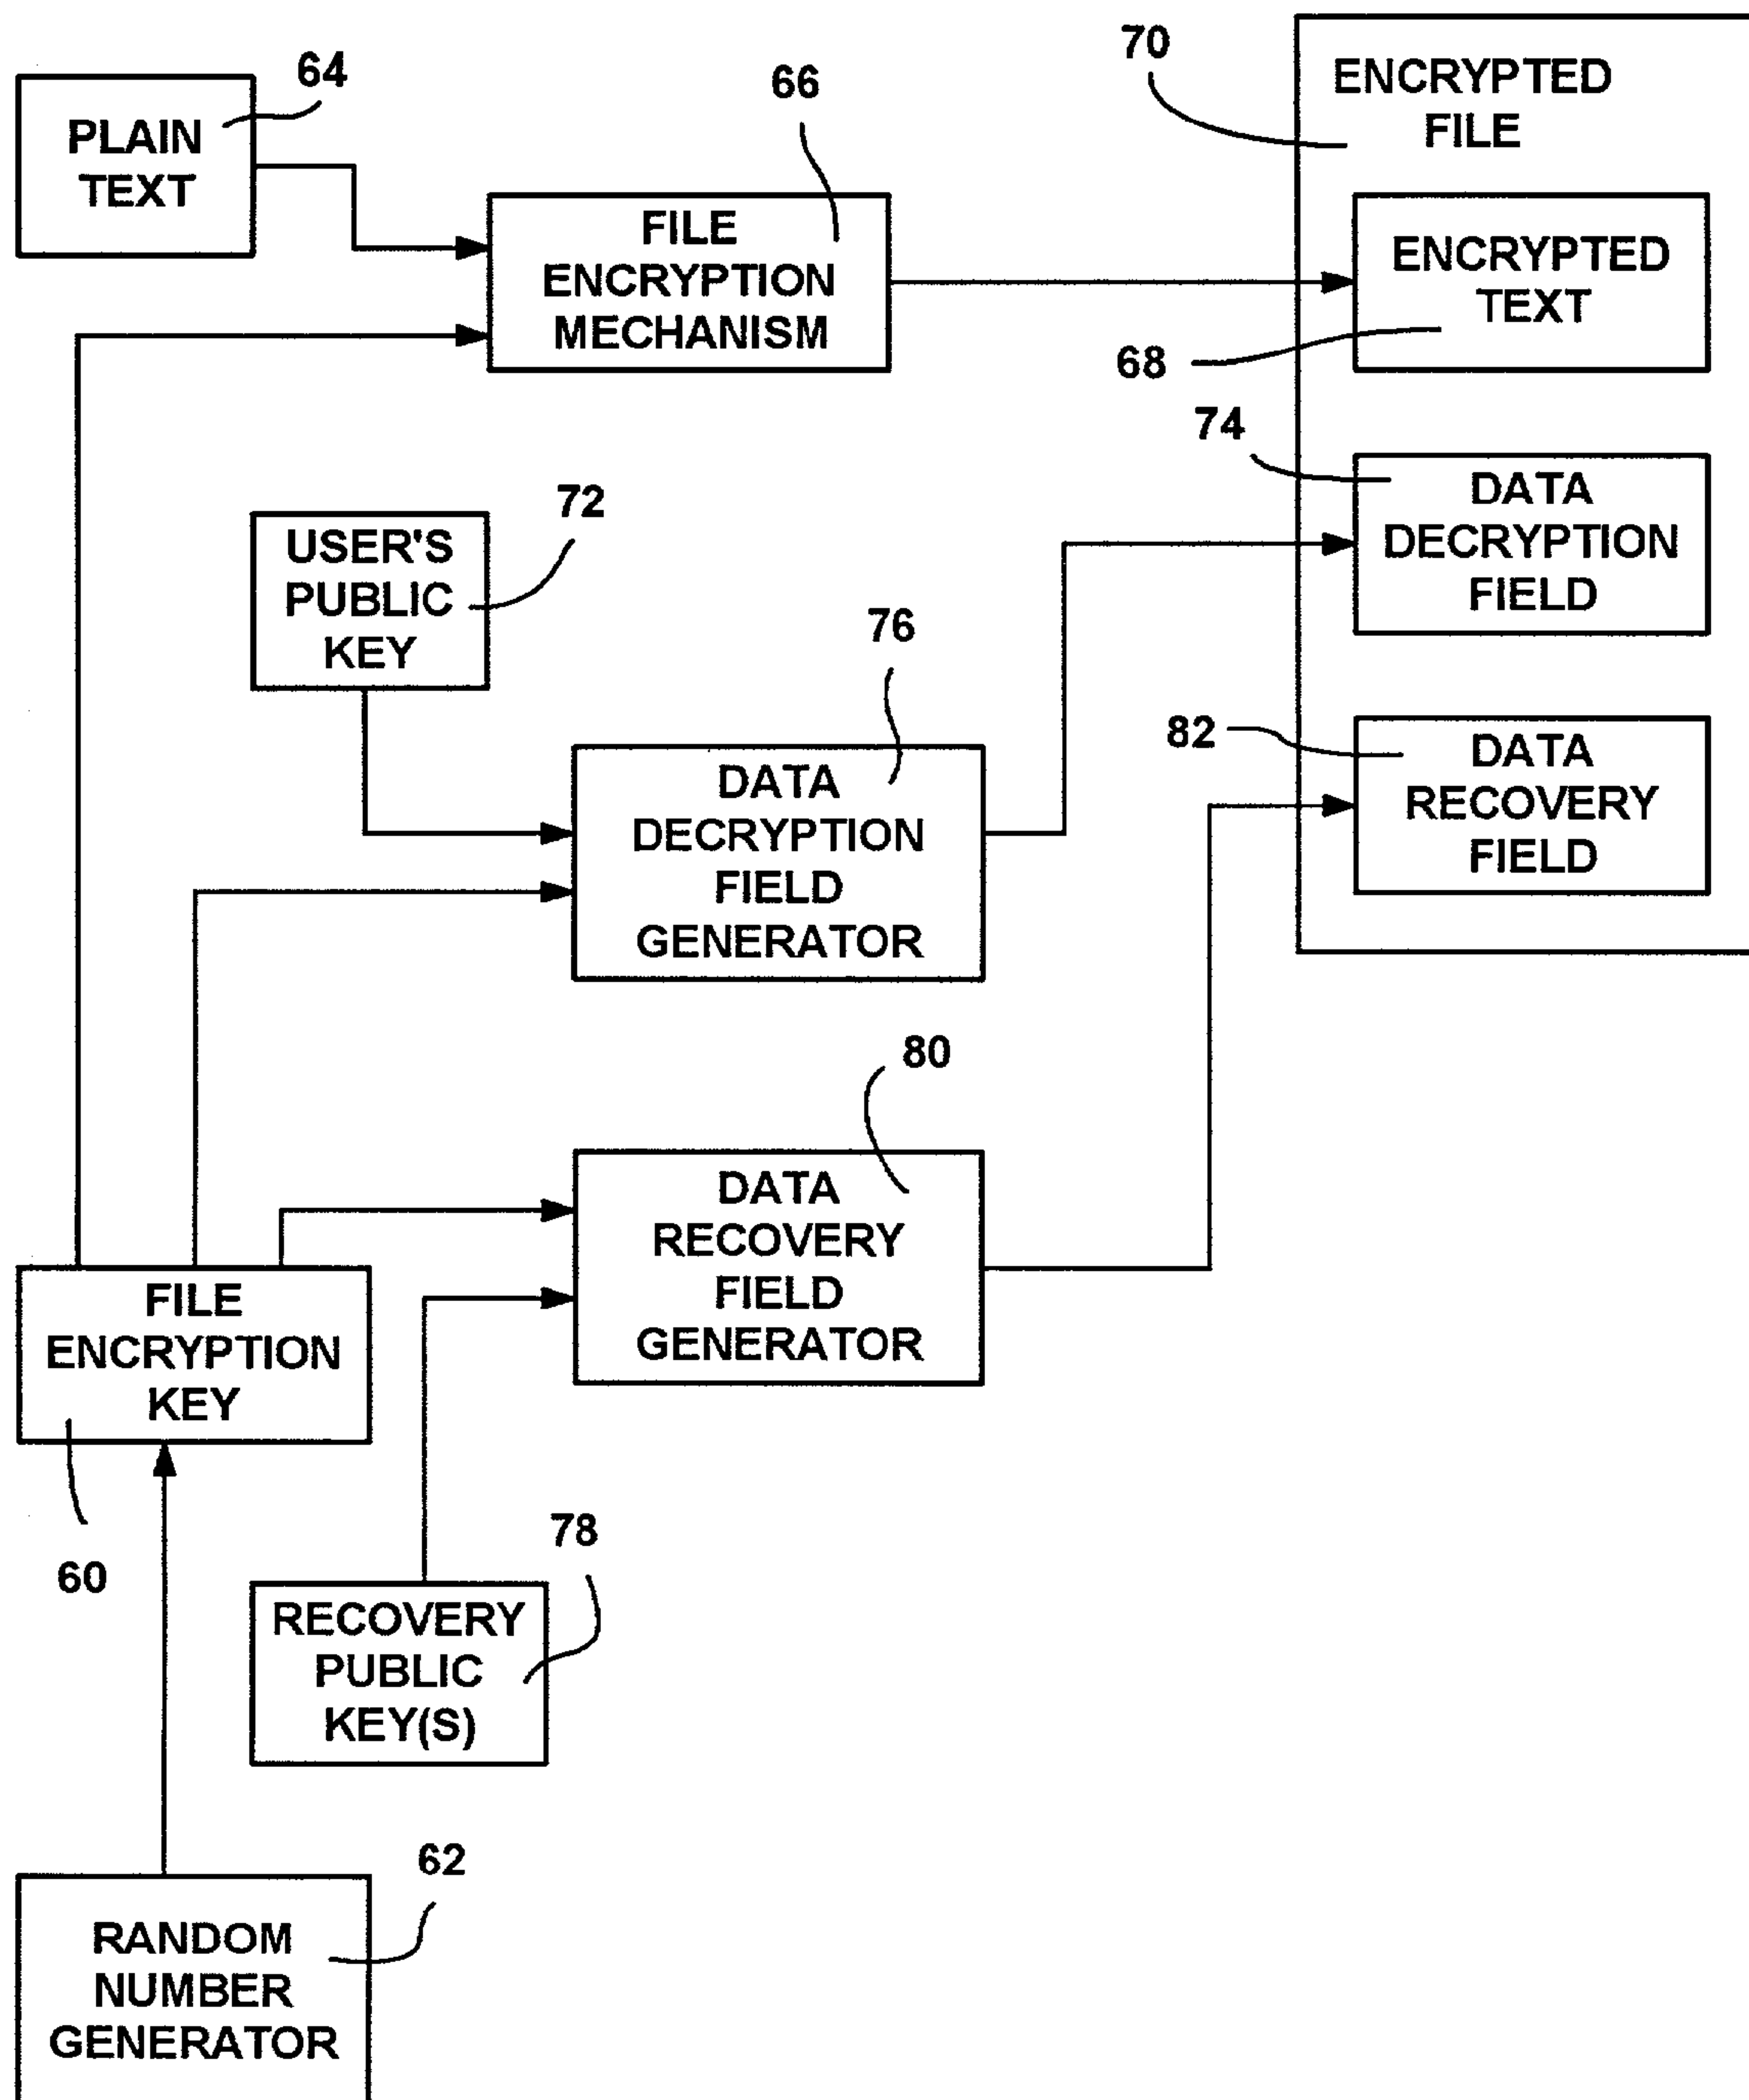 64
PLAIN
TEXT
66
FILE
ENCRYPTION
MECHANISM
70
ENCRYPTED
FILE
ENCRYPTED
TEXT
68
74
DATA
DECRYPTION
FIELD
72
USER'S
PUBLIC
KEY
76
DATA
DECRYPTION
FIELD
GENERATOR
82
DATA
RECOVERY
FIELD
80
DATA
RECOVERY
FIELD
GENERATOR
FILE
ENCRYPTION
KEY
60
78
RECOVERY
PUBLIC
KEY(S)
62
RANDOM
NUMBER
GENERATOR